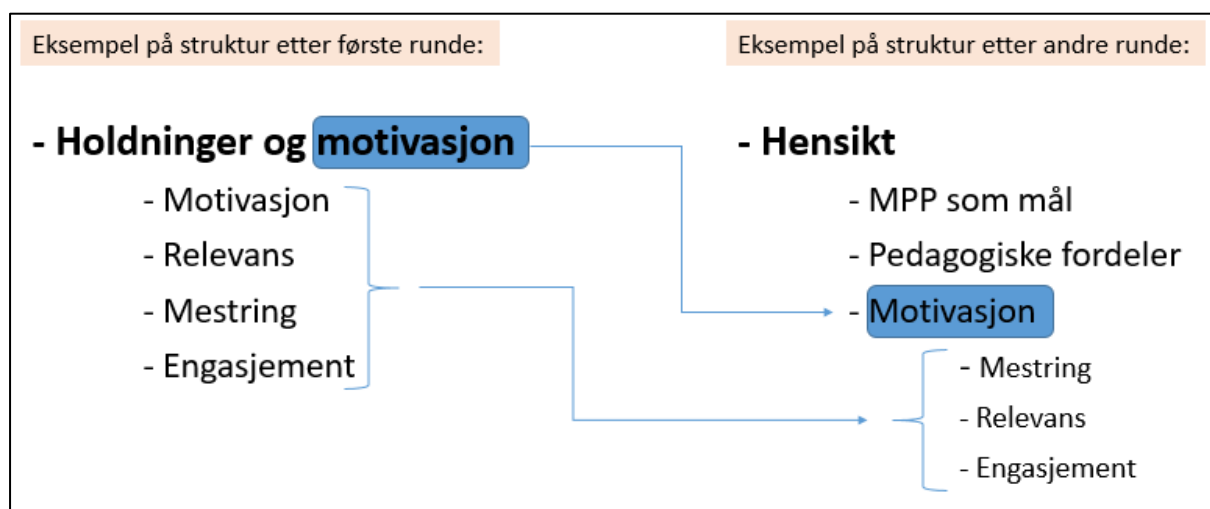 Eksempel på struktur etter første runde:
- Holdninger og motivasjon
- Motivasjon
- Relevans
- Mestring
- Engasjement
Eksempel på struktur etter andre runde:
- Hensikt
- MPP som mål
- Pedagogiske fordeler
- Motivasjon
- Mestring
- Relevans
- Engasjement